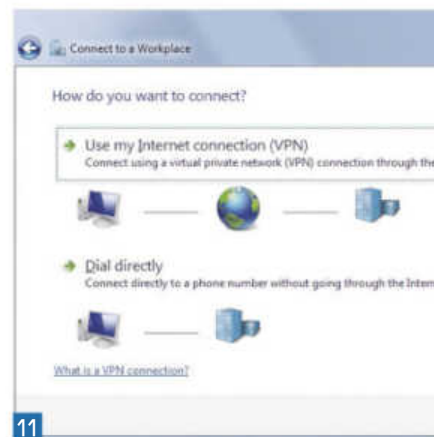 Connect to a Workplace
How do you want to connect?
Use my Internet connection (VPN)
Connect using a virtual private network (VPN) connection through the
Dial directly
Connect directly to a phone number without going through the Intern
What is a VPN connection?
11